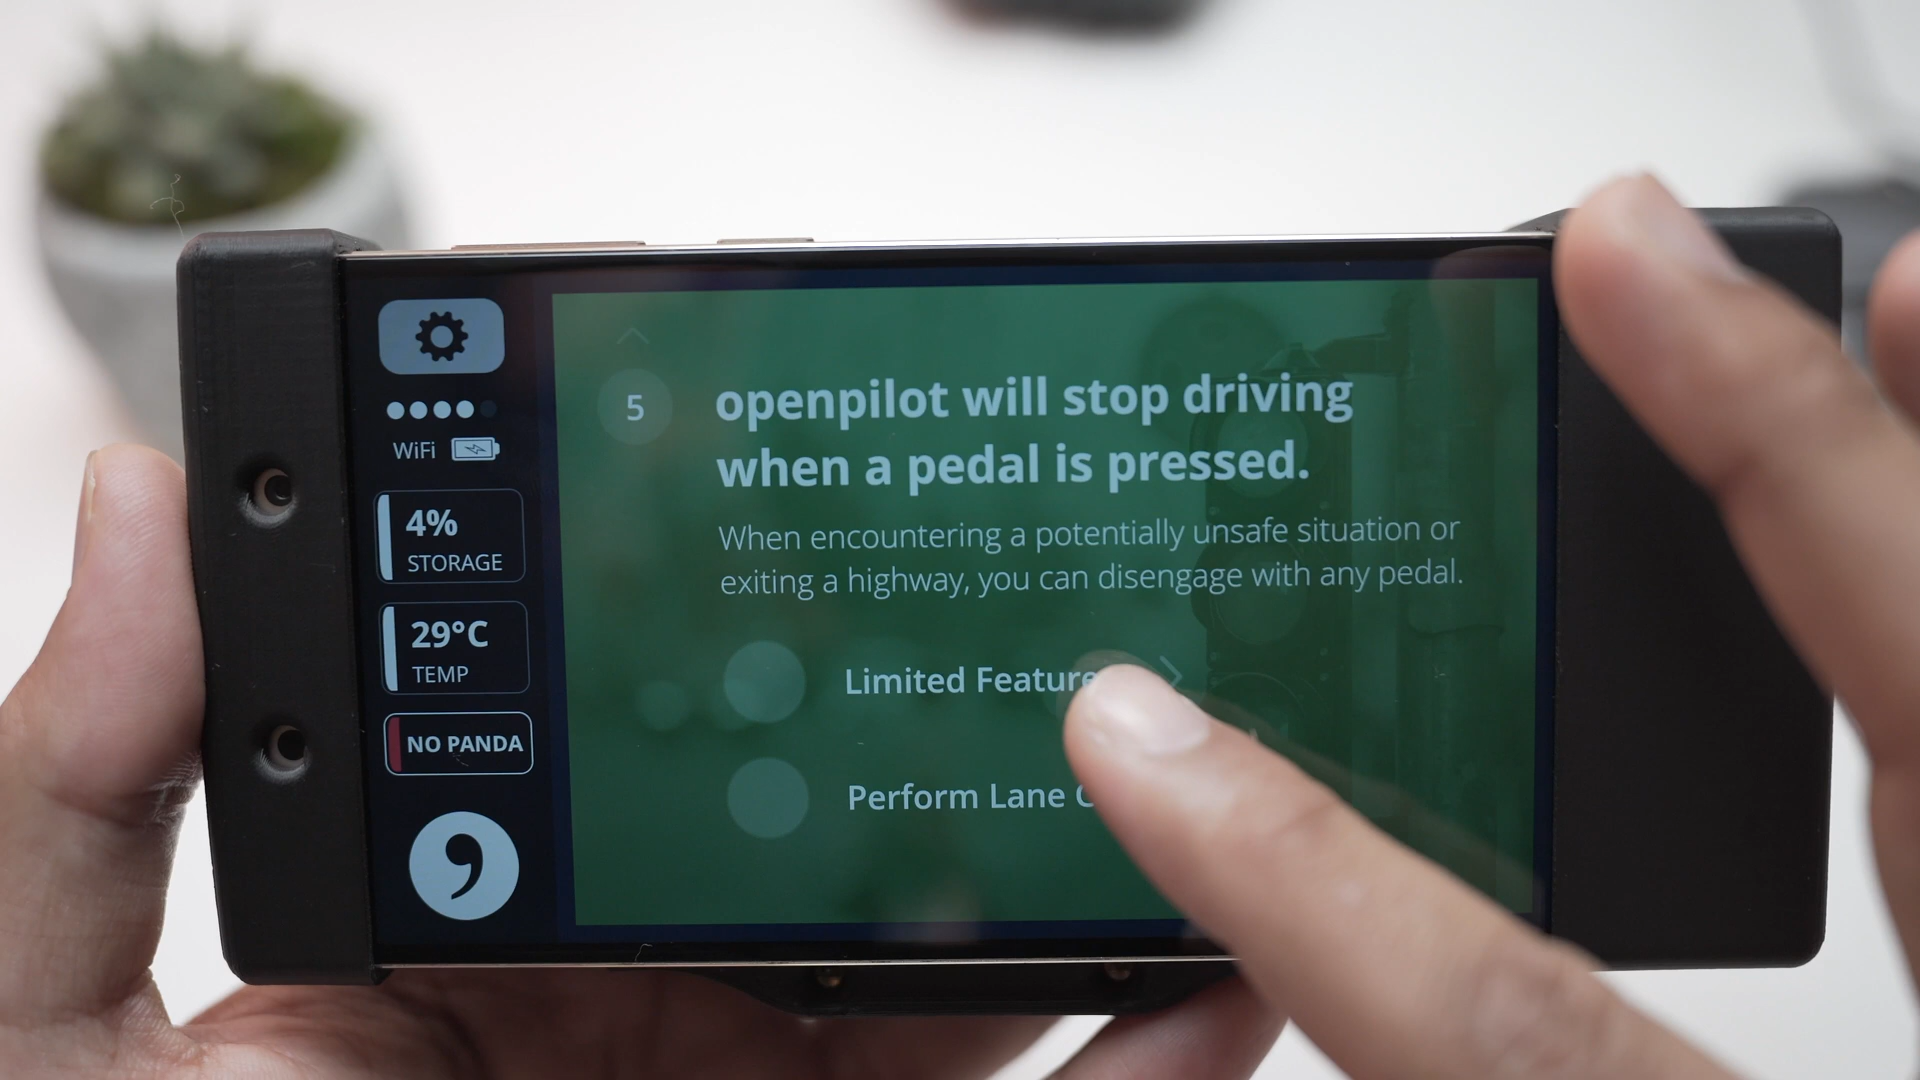 WiFi
4%
STORAGE
29°C
TEMP
NO PANDA
5
openpilot will stop driving
when a pedal is pressed.
When encountering a potentially unsafe situation or
exiting a highway, you can disengage with any pedal.
Limited Feature
Perform Lane